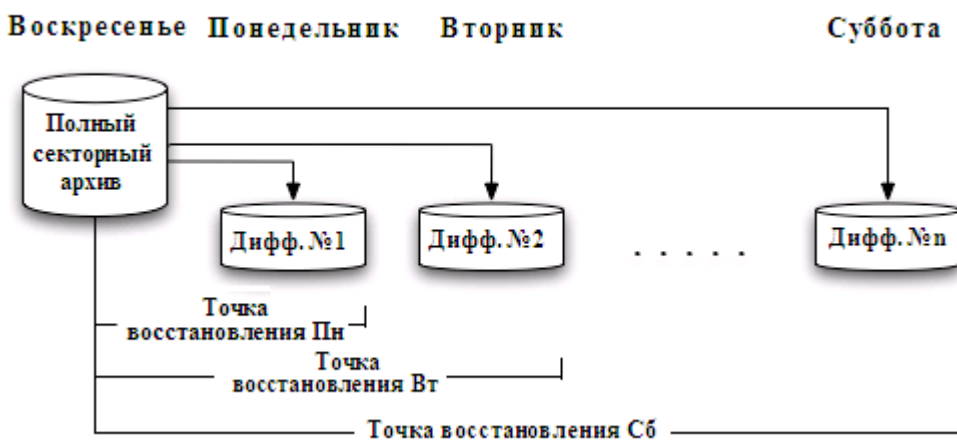 Воскресенье Понедельник Вторник Суббота
Полный
секторный
архив
Дифф. №1
Дифф. №2
. . . . .
Дифф. №n
Точка
восстановления Пн
Точка
восстановления Вт
Точка восстановления Сб